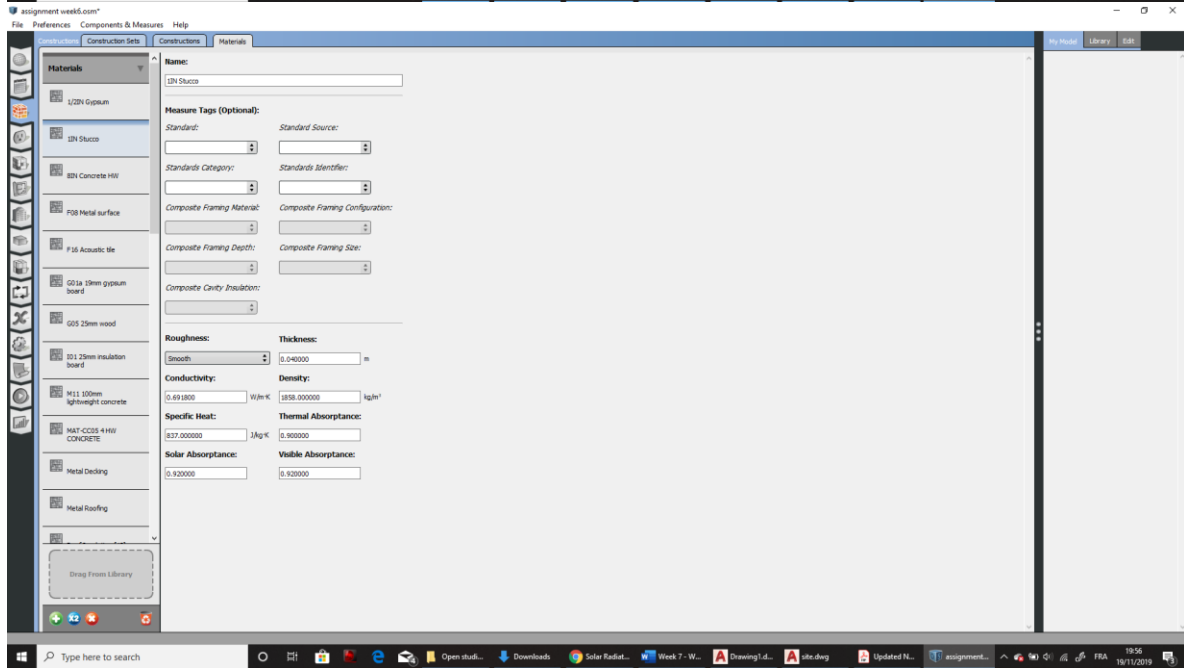 assignment week6.osm*
File Preferences Components & Measures Help
Constructions Construction Sets Constructions Materials
My Model Library Edit
Materials
1/2IN Gypsum
1IN Stucco
8IN Concrete HW
F08 Metal surface
F16 Acoustic tile
G01a 19mm gypsum
board
G05 25mm wood
I01 25mm insulation
board
M11 100mm
lightweight concrete
MAT-CC05 4 HW
CONCRETE
Metal Decking
Metal Roofing
Drag From Library
X2
Name:
1IN Stucco
Measure Tags (Optional):
Standard: Standard Source:
Standards Category: Standards Identifier:
Composite Framing Material: Composite Framing Configuration:
Composite Framing Depth: Composite Framing Size:
Composite Cavity Insulation:
Roughness: Thickness:
Smooth 0.040000 m
Conductivity: Density:
0.691800 W/m·K 1858.000000 kg/m³
Specific Heat: Thermal Absorptance:
837.000000 J/kg·K 0.900000
Solar Absorptance: Visible Absorptance:
0.920000 0.920000
Type here to search
Open studi... Downloads Solar Radiat... Week 7 - W... Drawing1.d... site.dwg Updated N... assignment... FRA
19:56
19/11/2019